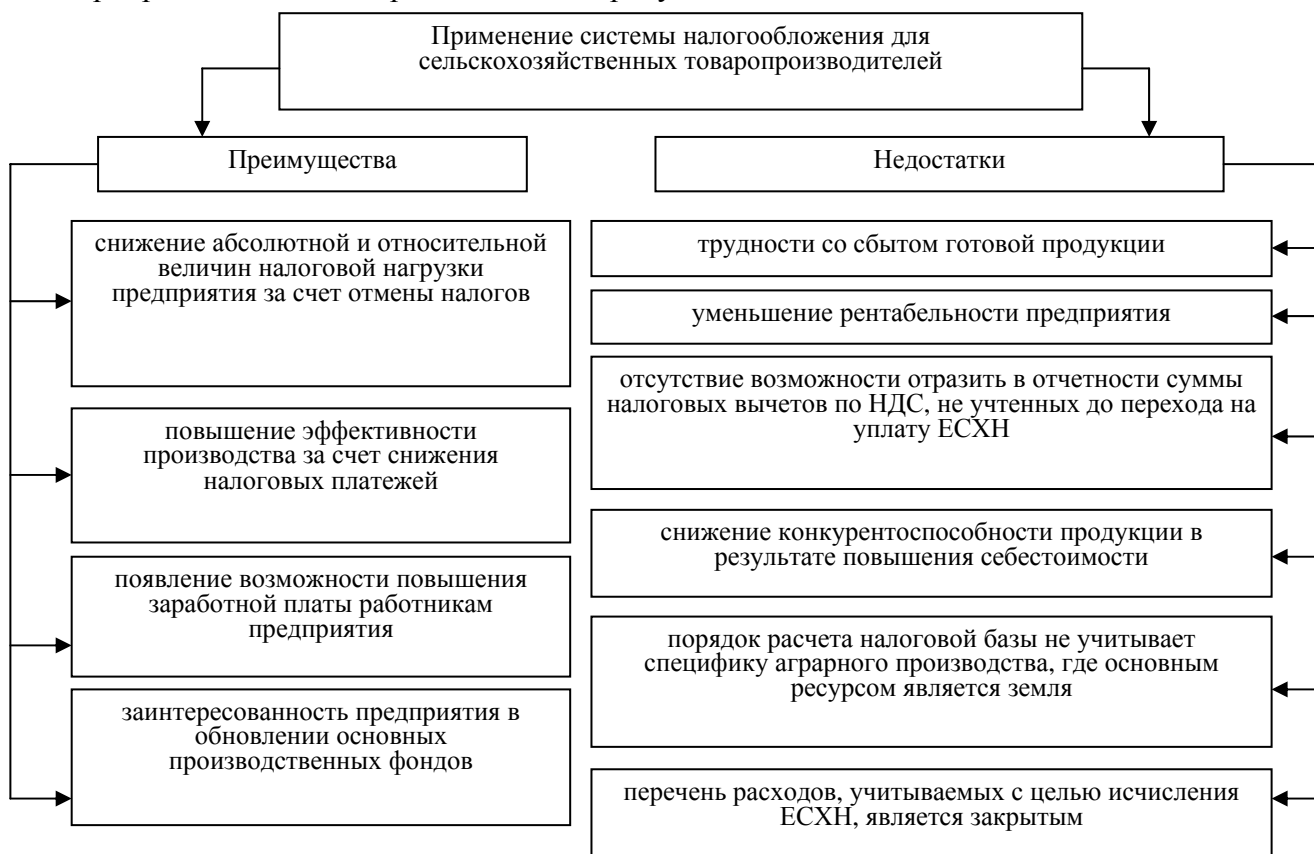 Применение системы налогообложения для
сельскохозяйственных товаропроизводителей
Преимущества
Недостатки
снижение абсолютной и относительной
величин налоговой нагрузки
предприятия за счет отмены налогов
повышение эффективности
производства за счет снижения
налоговых платежей
появление возможности повышения
заработной платы работникам
предприятия
заинтересованность предприятия в
обновлении основных
производственных фондов
трудности со сбытом готовой продукции
уменьшение рентабельности предприятия
отсутствие возможности отразить в отчетности суммы
налоговых вычетов по НДС, не учтенных до перехода на
уплату ЕСХН
снижение конкурентоспособности продукции в
результате повышения себестоимости
порядок расчета налоговой базы не учитывает
специфику аграрного производства, где основным
ресурсом является земля
перечень расходов, учитываемых с целью исчисления
ЕСХН, является закрытым